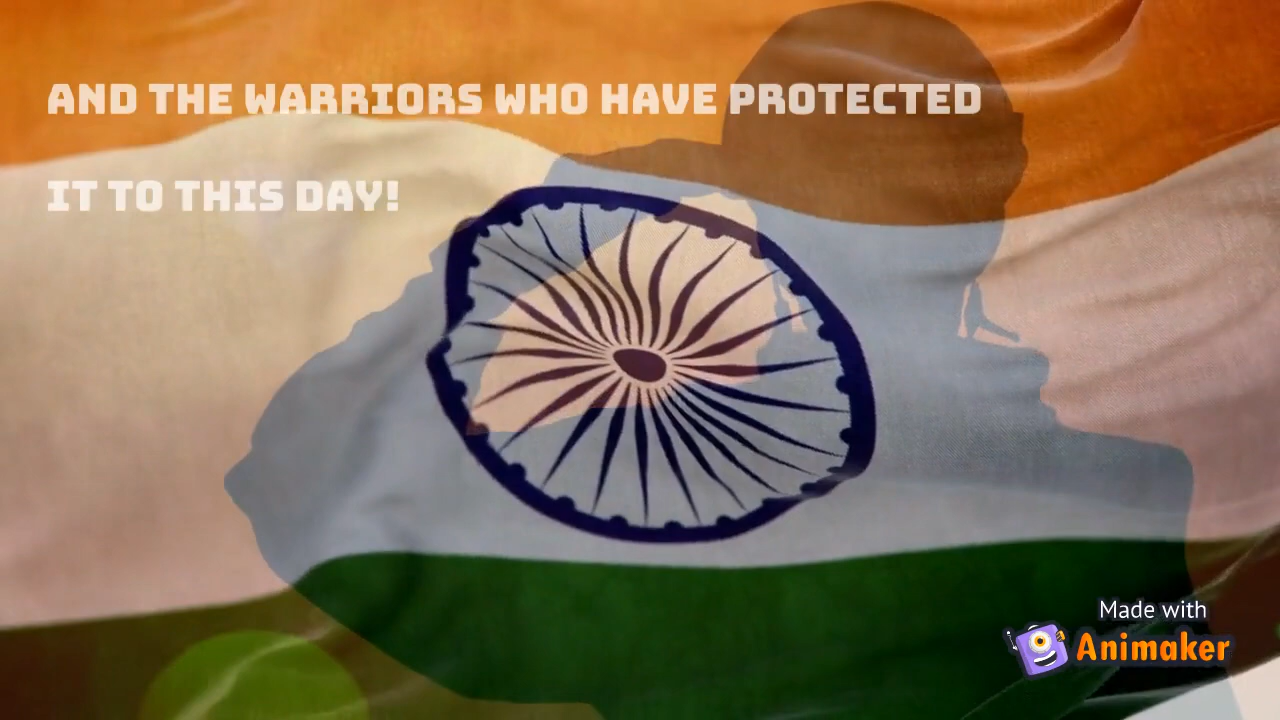 AND THE WARRIORS WHO HAVE PROTECTED
IT TO THIS DAY!
Made with
Animaker